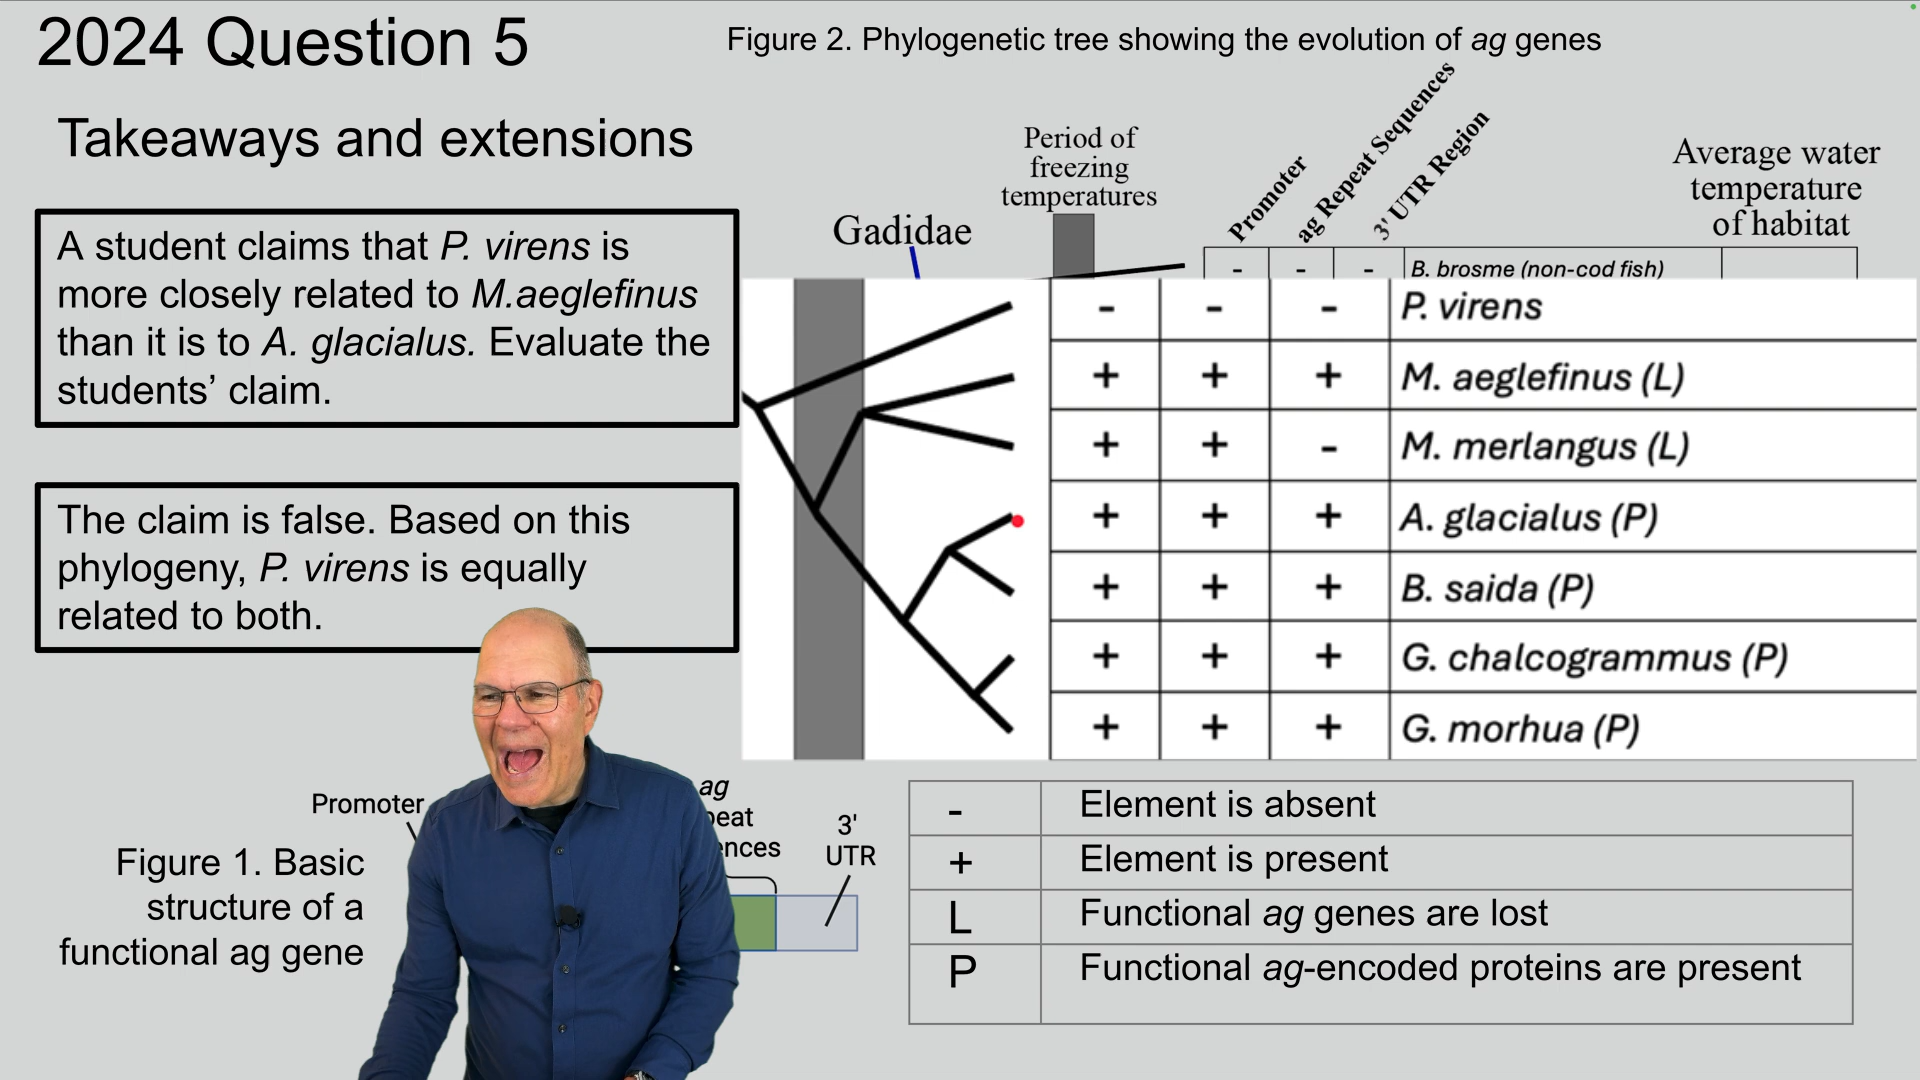 2024 Question 5
Figure 2. Phylogenetic tree showing the evolution of ag genes
Takeaways and extensions
Period of
freezing
temperatures
Promoter
ag Repeat Sequences
3' UTR Region
Average water
temperature
of habitat
Gadidae
A student claims that P. virens is
more closely related to M.aeglefinus
than it is to A. glacialus. Evaluate the
students’ claim.
The claim is false. Based on this
phylogeny, P. virens is equally
related to both.
- - - B. brosme (non-cod fish)
- - - P. virens
+ + + M. aeglefinus (L)
+ + - M. merlangus (L)
+ + + A. glacialus (P)
+ + + B. saida (P)
+ + + G. chalcogrammus (P)
+ + + G. morhua (P)
Promoter
ag
3'
UTR
Figure 1. Basic
structure of a
functional ag gene
- Element is absent
+ Element is present
L Functional ag genes are lost
P Functional ag-encoded proteins are present